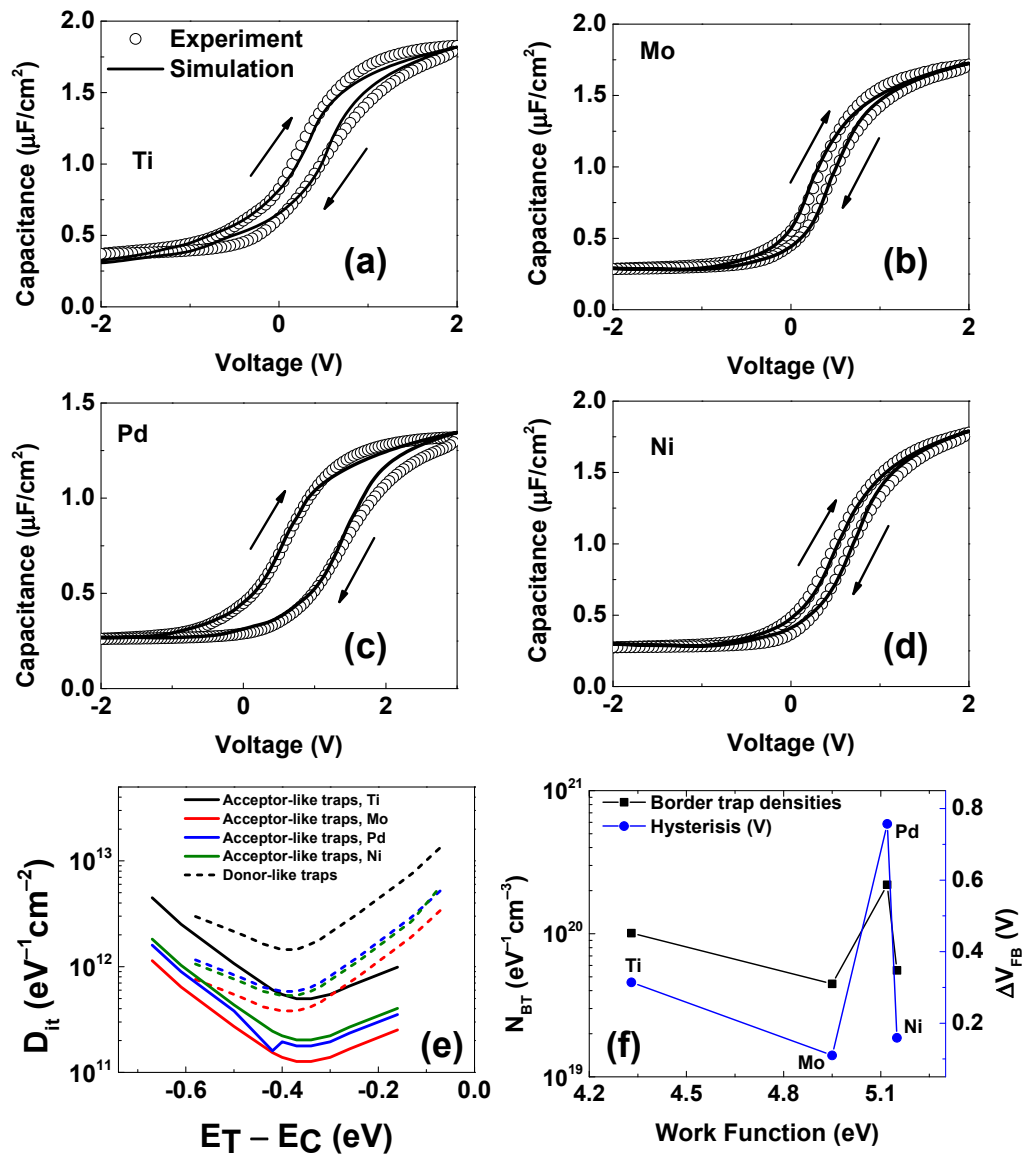 Experiment
Simulation
Ti
(a)
Capacitance (μF/cm²)
2.0
1.5
1.0
0.5
0.0
-2
0
2
Voltage (V)
Mo
(b)
Capacitance (μF/cm²)
2.0
1.5
1.0
0.5
0.0
-2
0
2
Voltage (V)
Pd
(c)
Capacitance (μF/cm²)
1.5
1.0
0.5
0.0
-2
0
2
Voltage (V)
Ni
(d)
Capacitance (μF/cm²)
2.0
1.5
1.0
0.5
0.0
-2
0
2
Voltage (V)
Acceptor-like traps, Ti
Acceptor-like traps, Mo
Acceptor-like traps, Pd
Acceptor-like traps, Ni
Donor-like traps
(e)
D_it (eV⁻¹cm⁻²)
10¹³
10¹²
10¹¹
-0.6
-0.4
-0.2
0.0
E_T − E_C (eV)
Border trap densities
Hysterisis (V)
Ti
Mo
Pd
Ni
(f)
N_BT (eV⁻¹cm⁻³)
10²¹
10²⁰
10¹⁹
4.2
4.5
4.8
5.1
Work Function (eV)
0.8
0.6
0.4
0.2
ΔV_FB (V)